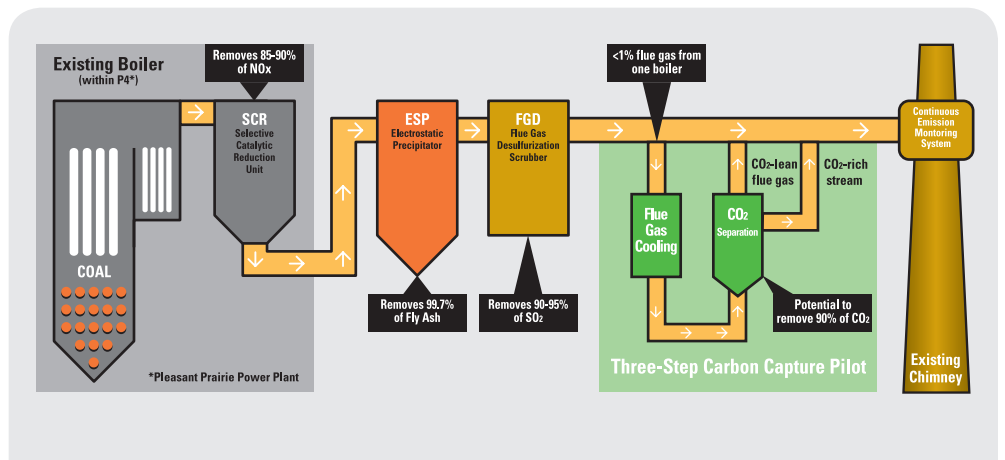 Existing Boiler
(within P4*)
Removes 85-90%
of NOx
<1% flue gas from
one boiler
SCR
Selective
Catalytic
Reduction
Unit
ESP
Electrostatic
Precipitator
FGD
Flue Gas
Desulfurization
Scrubber
Continuous
Emission
Montoring
System
CO2-lean
flue gas
CO2-rich
stream
Flue
Gas
Cooling
CO2
Separation
COAL
Removes 99.7%
of Fly Ash
Removes 90-95%
of SO2
Potential to
remove 90% of CO2
*Pleasant Prairie Power Plant
Three-Step Carbon Capture Pilot
Existing
Chimney